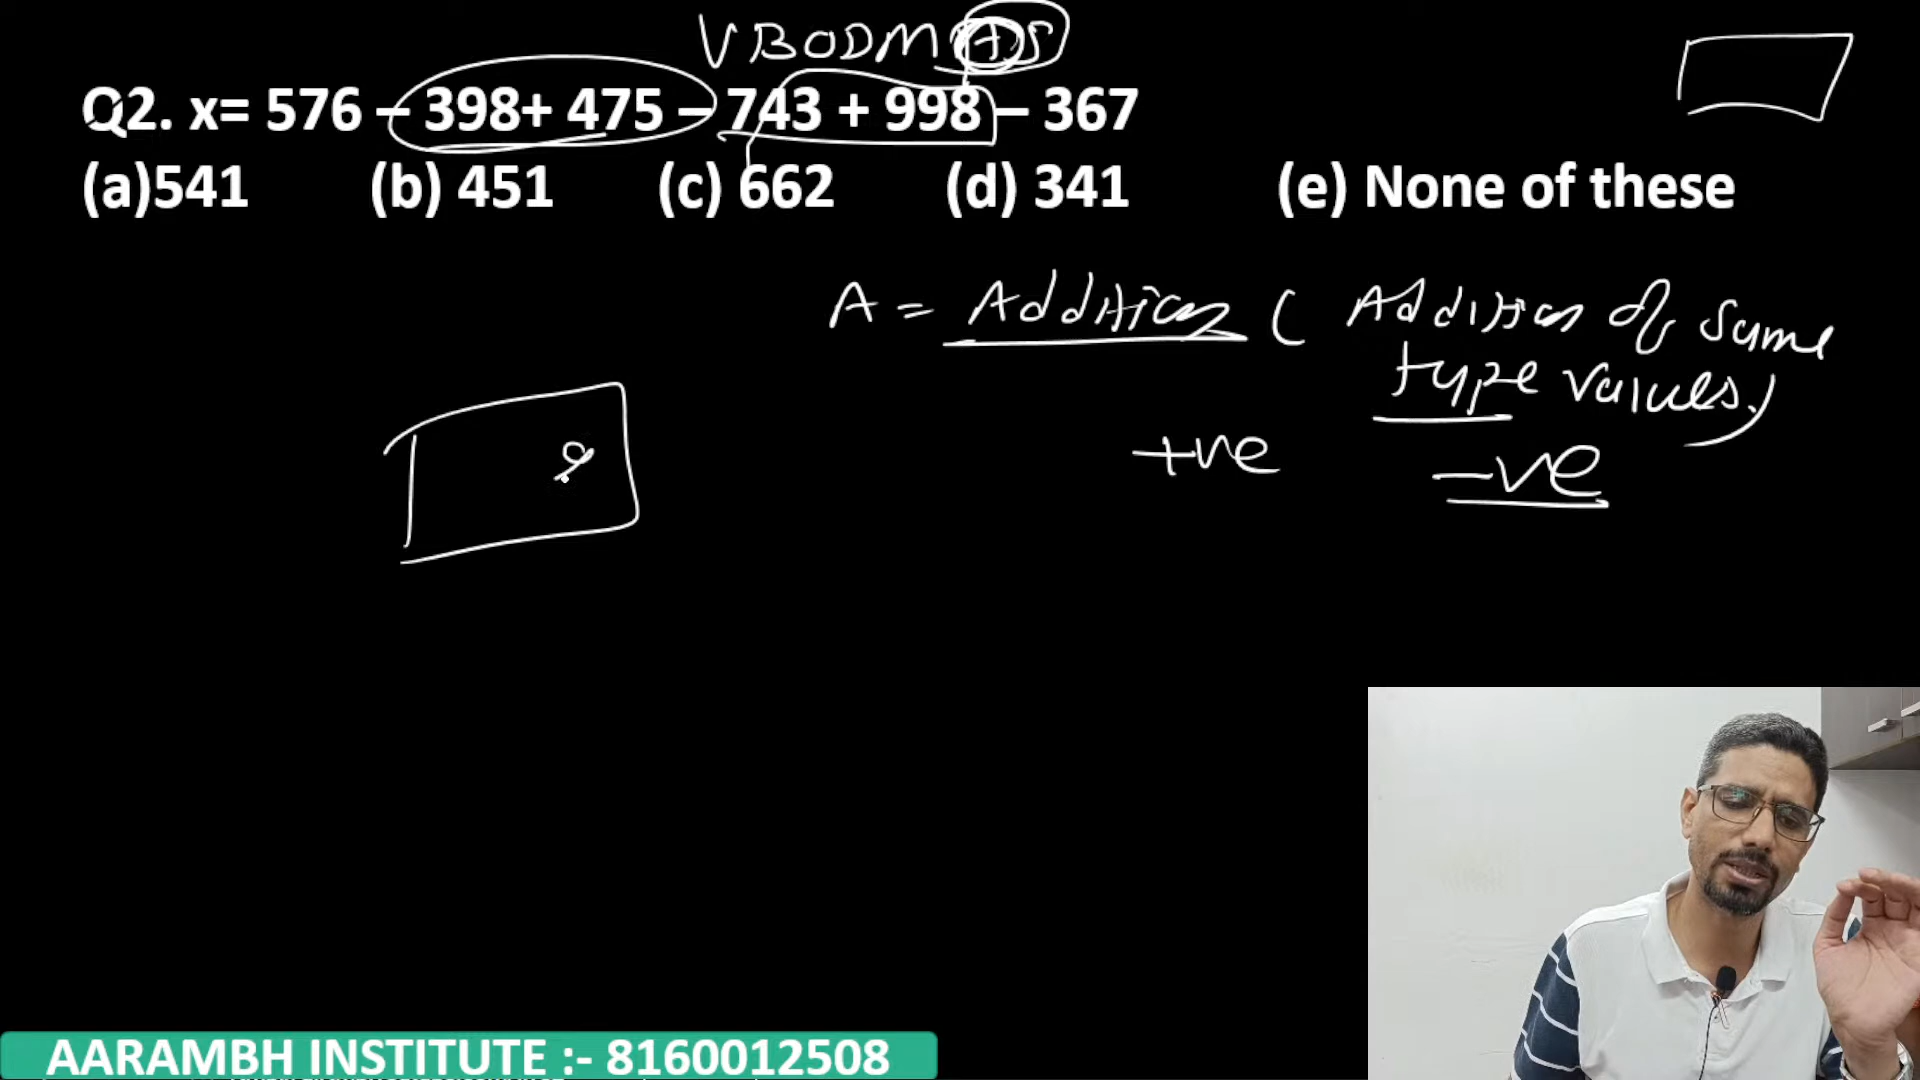 VBODMAS
Q2. x= 576 – 398+ 475 – 743 + 998 – 367
(a)541 (b) 451 (c) 662 (d) 341 (e) None of these
A = Addition ( Addition of same
type values.)
+ve -ve
AARAMBH INSTITUTE :- 8160012508